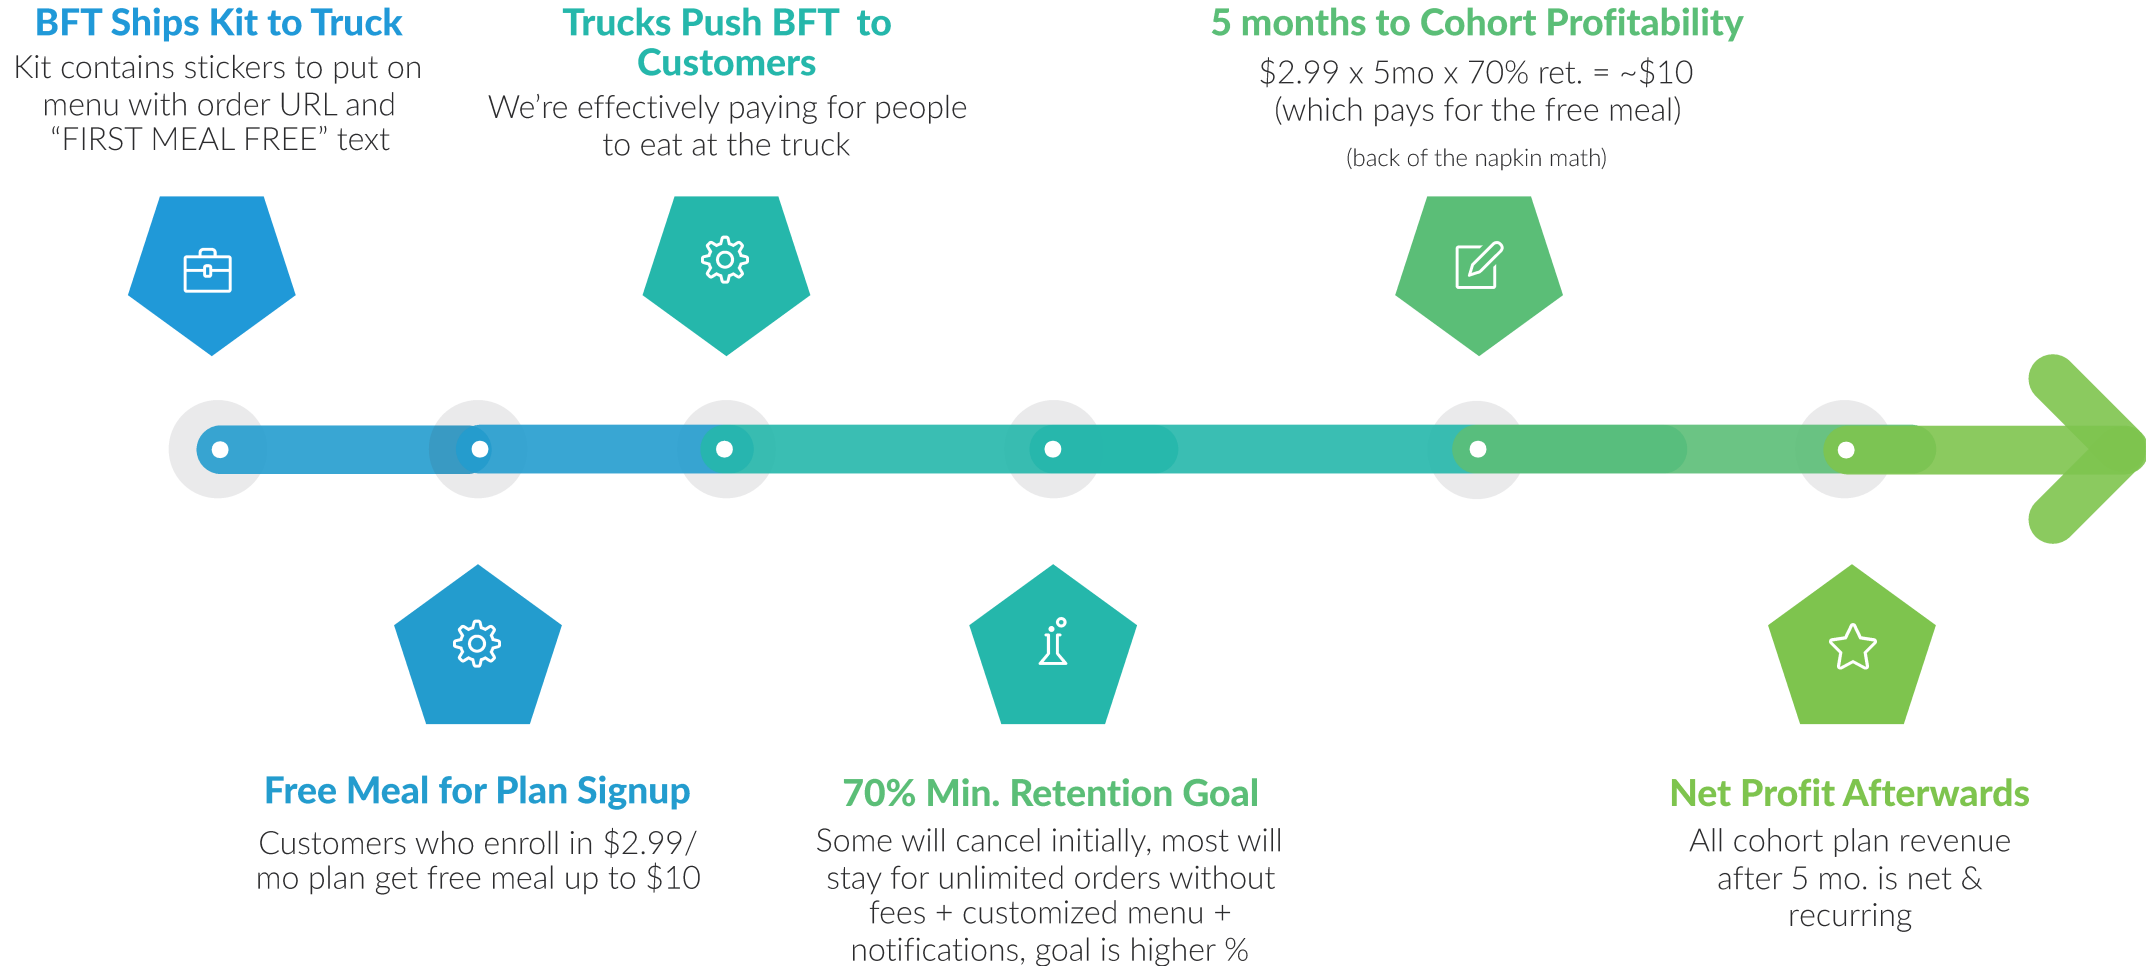 BFT Ships Kit to Truck
Kit contains stickers to put on
menu with order URL and
“FIRST MEAL FREE” text
Trucks Push BFT to
Customers
We’re effectively paying for people
to eat at the truck
5 months to Cohort Profitability
$2.99 x 5mo x 70% ret. = ~$10
(which pays for the free meal)
(back of the napkin math)
Free Meal for Plan Signup
Customers who enroll in $2.99/
mo plan get free meal up to $10
70% Min. Retention Goal
Some will cancel initially, most will
stay for unlimited orders without
fees + customized menu +
notifications, goal is higher %
Net Profit Afterwards
All cohort plan revenue
after 5 mo. is net &
recurring